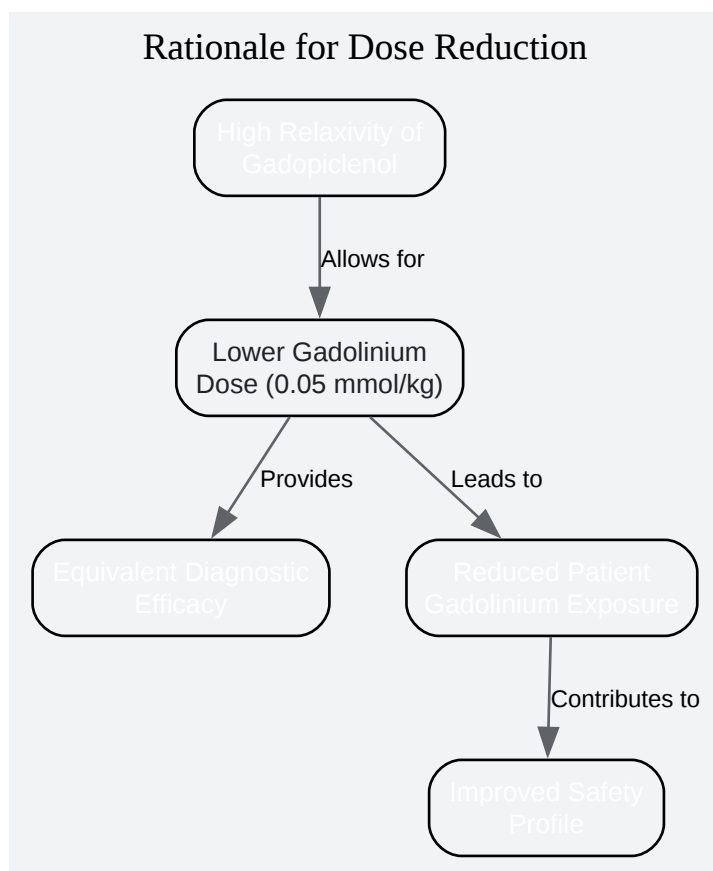 Rationale for Dose Reduction
High Relaxivity of
Gadopiclenol
Allows for
Lower Gadolinium
Dose (0.05 mmol/kg)
Provides
Leads to
Equivalent Diagnostic
Efficacy
Reduced Patient
Gadolinium Exposure
Contributes to
Improved Safety
Profile